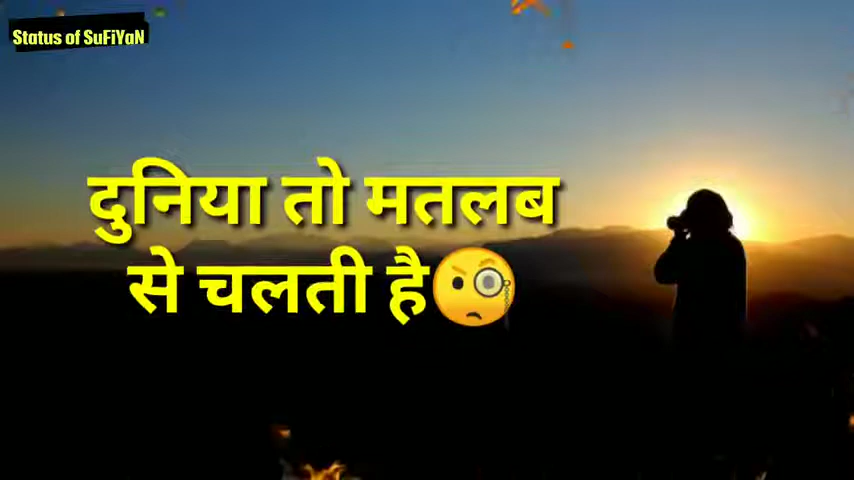 Status of SuFiYaN
दुनिया तो मतलब
से चलती है🧐